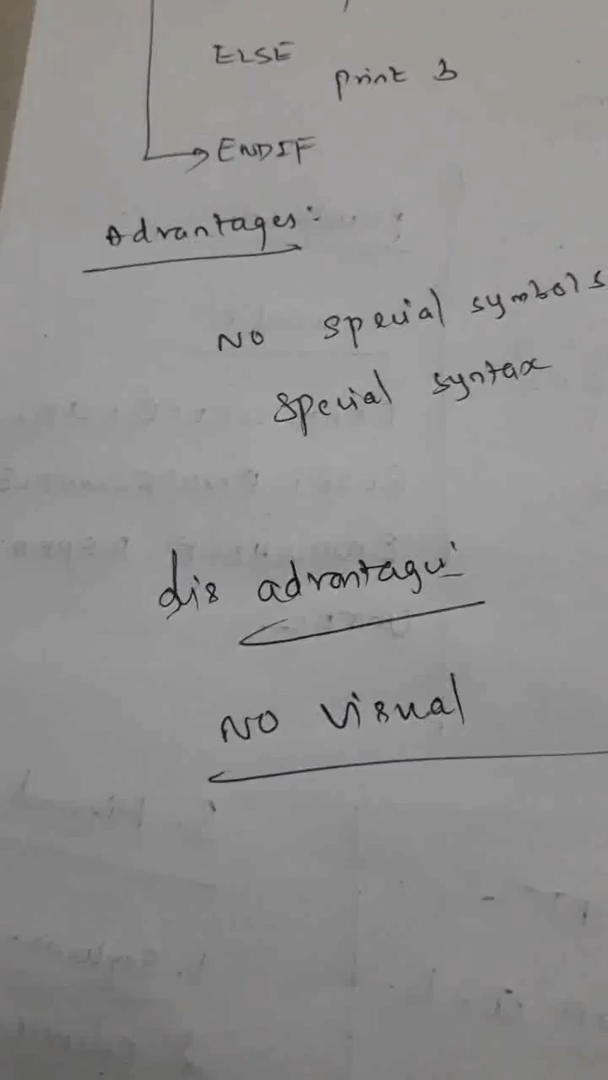 ELSE
print b
ENDIF
Advantages:
NO special symbols
special syntax
dis advantagu:
NO visual